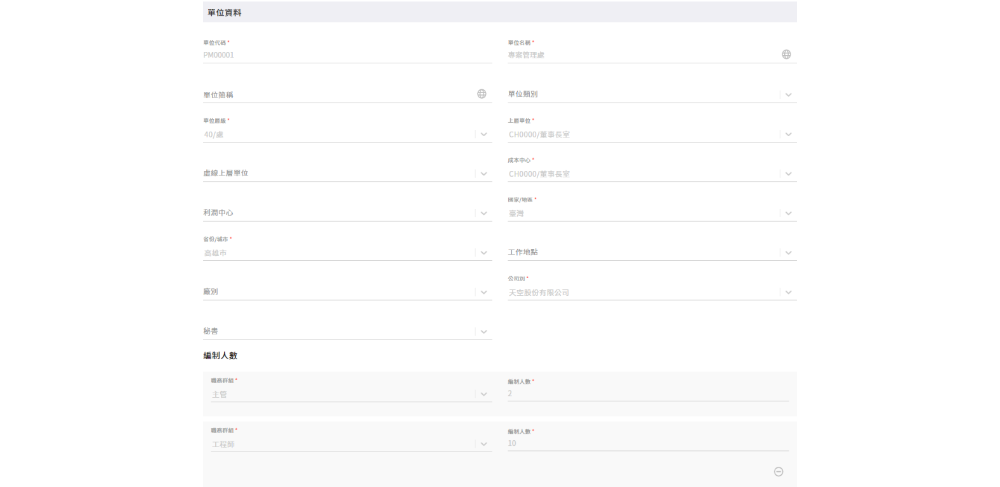 單位資料
單位代碼 *
單位名稱 *
PM00001
專案管理處
單位簡稱
單位類別
單位層級 *
上層單位 *
40/處
CH0000/董事長室
成本中心 *
虛線上層單位
CH0000/董事長室
國家/地區 *
利潤中心
臺灣
省份/城市 *
高雄市
工作地點
公司別 *
廠別
天空股份有限公司
秘書
編制人數
職務群組 *
編制人數 *
主管
2
職務群組 *
編制人數 *
工程師
10